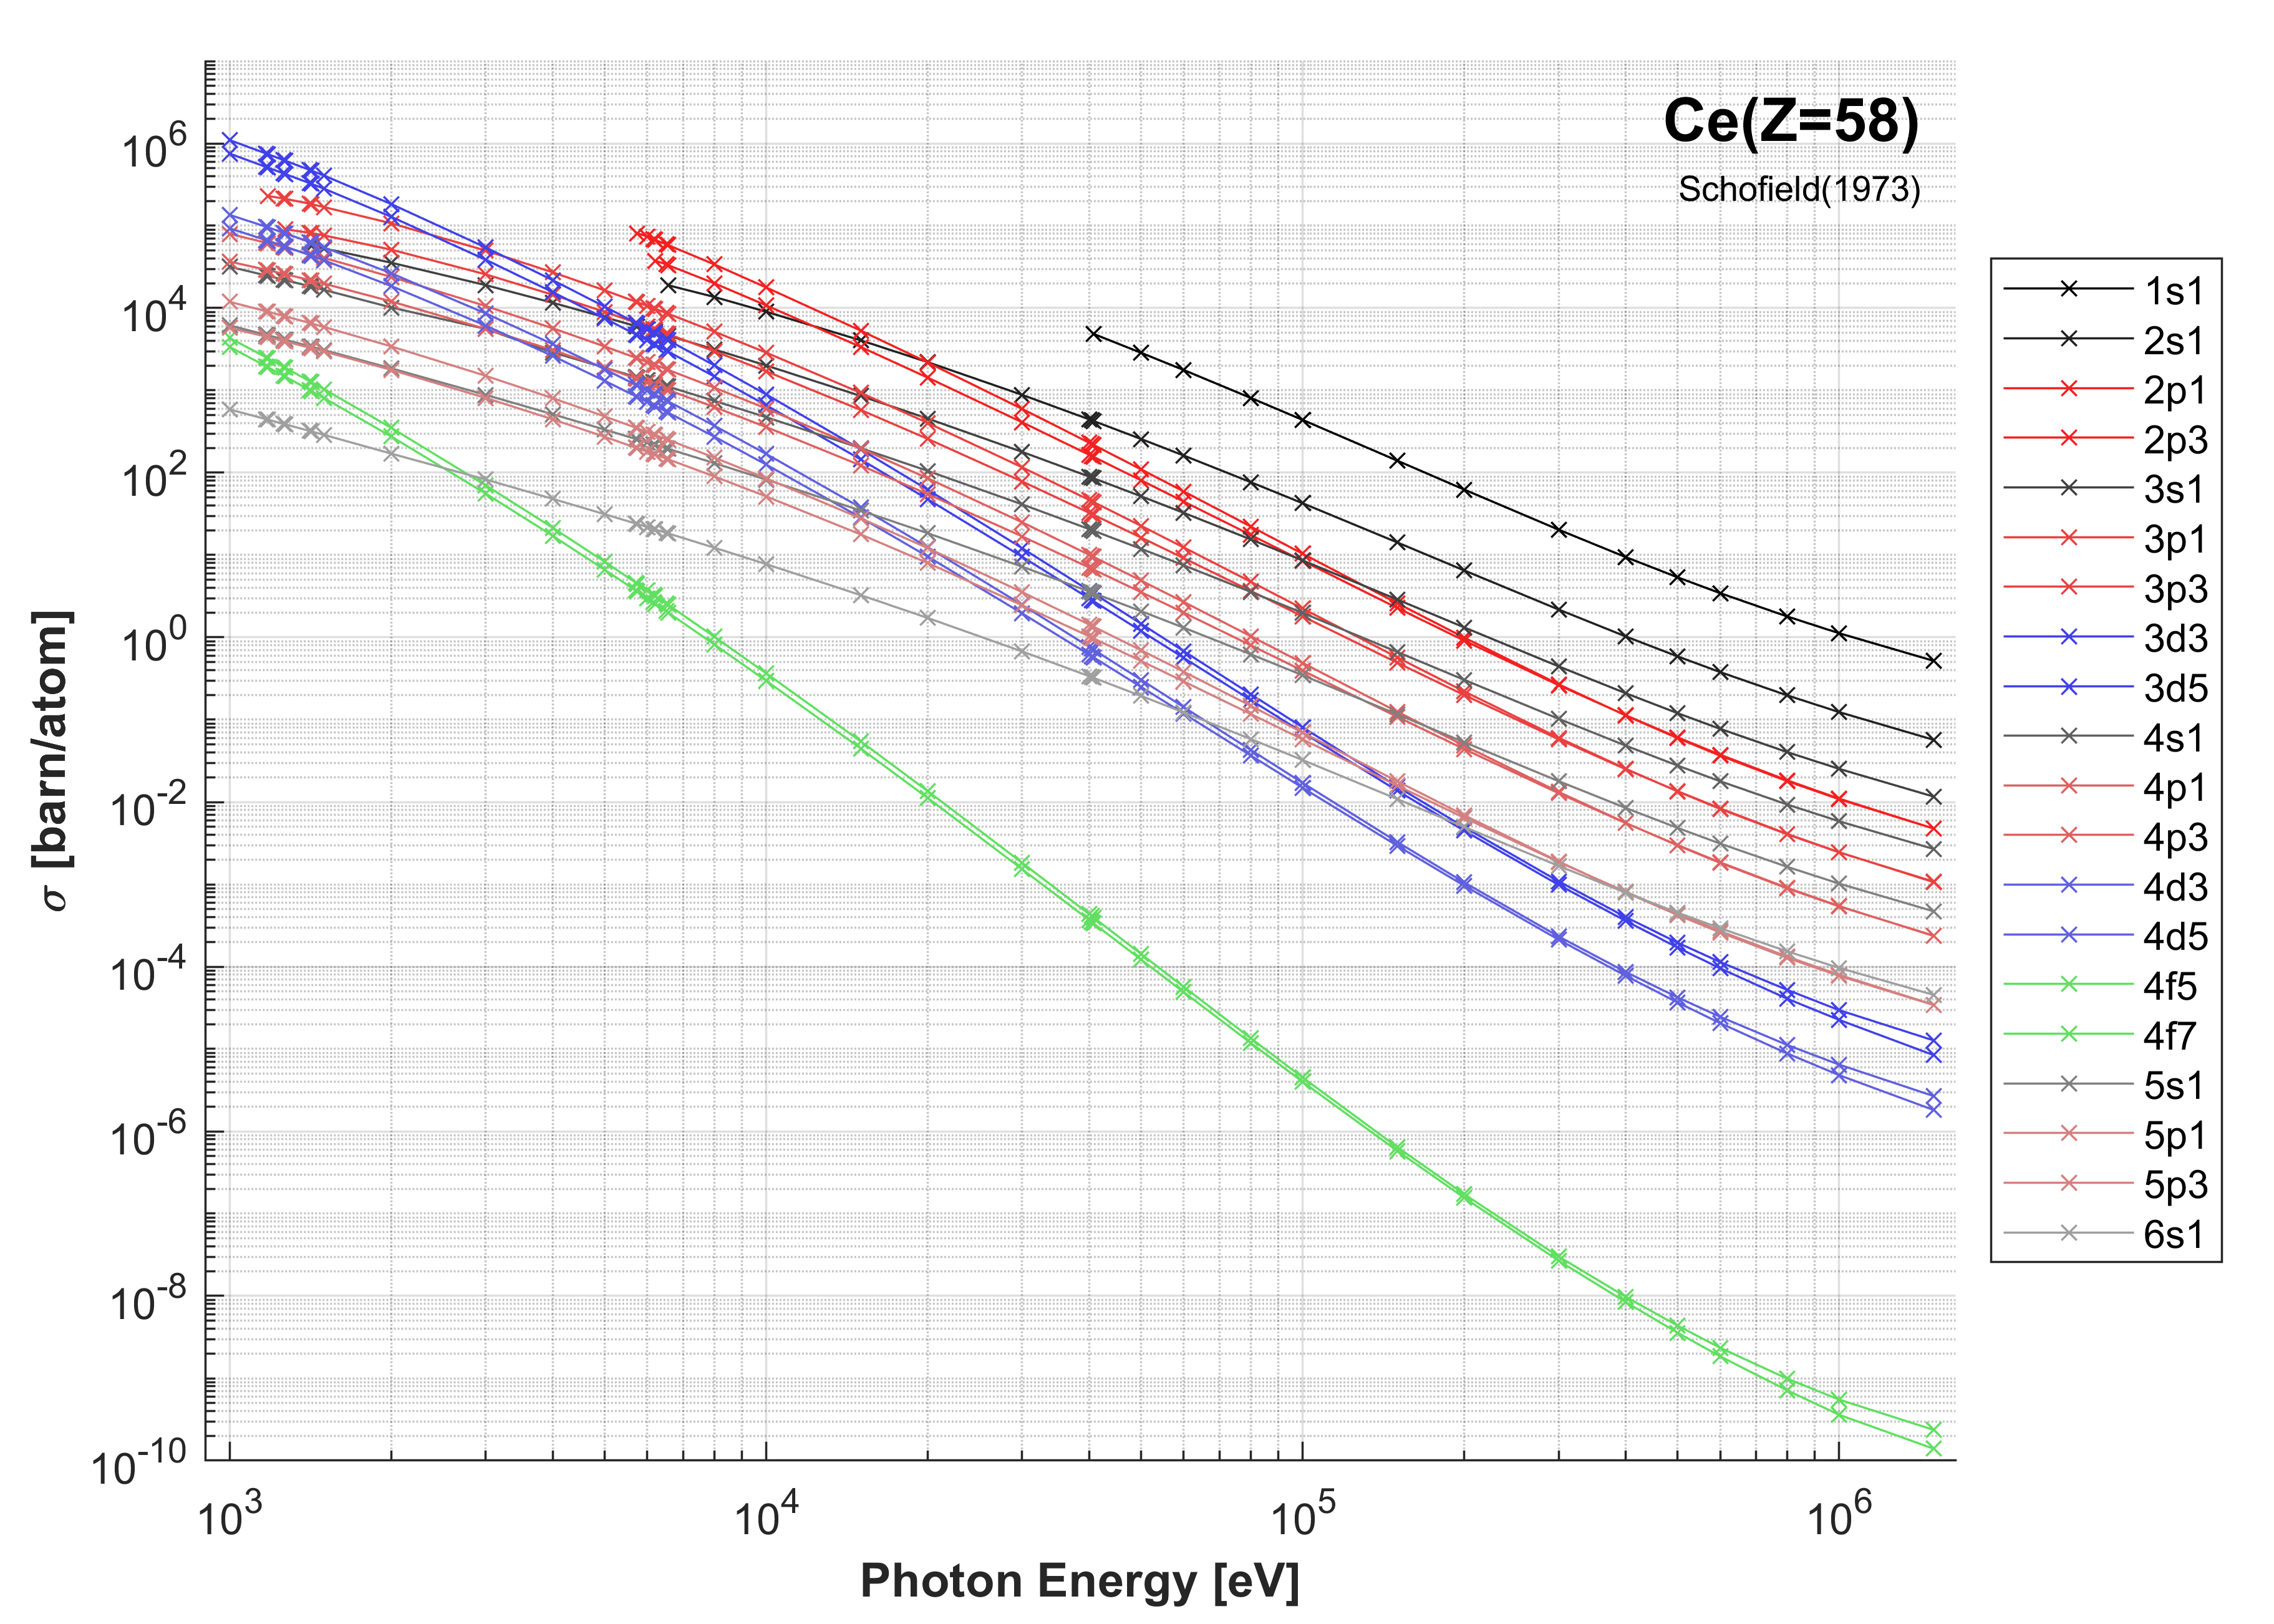 Ce(Z=58)
Schofield(1973)
10^6
10^4
10^2
10^0
10^-2
10^-4
10^-6
10^-8
10^-10
σ [barn/atom]
10^3 10^4 10^5 10^6
Photon Energy [eV]
1s1
2s1
2p1
2p3
3s1
3p1
3p3
3d3
3d5
4s1
4p1
4p3
4d3
4d5
4f5
4f7
5s1
5p1
5p3
6s1